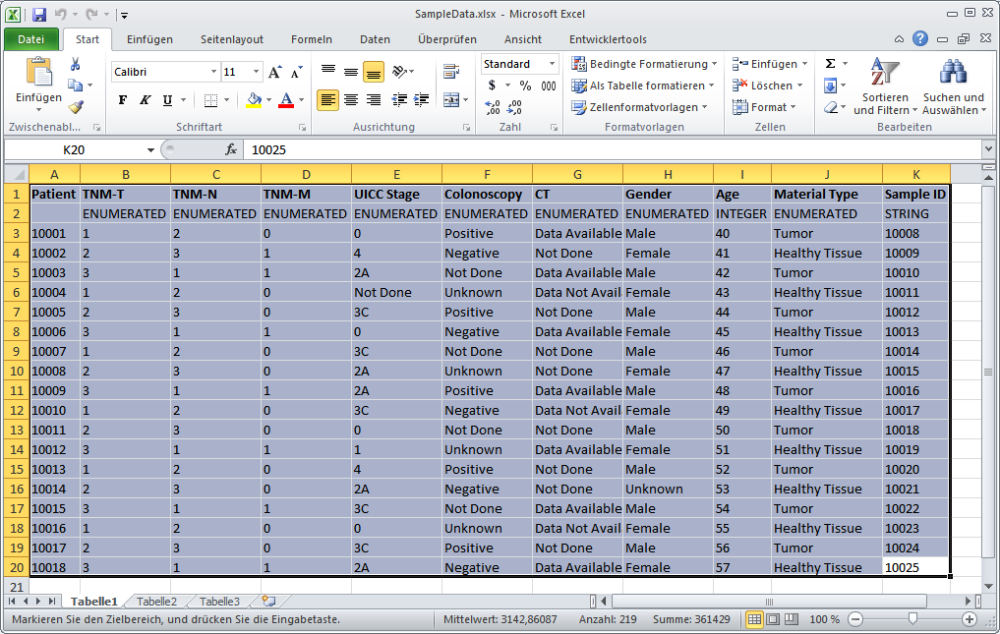 SampleData.xlsx - Microsoft Excel
Datei Start Einfügen Seitenlayout Formeln Daten Überprüfen Ansicht Entwicklertools
Calibri 11 Standard Bedingte Formatierung Einfügen Σ
Einfügen F K U $ % 000 Als Tabelle formatieren Löschen Sortieren und Filtern Suchen und Auswählen
Zellenformatvorlagen Format
Zwischenabl... Schriftart Ausrichtung Zahl Formatvorlagen Zellen Bearbeiten
K20 fx 10025
A B C D E F G H I J K
1 Patient TNM-T TNM-N TNM-M UICC Stage Colonoscopy CT Gender Age Material Type Sample ID
2 ENUMERATED ENUMERATED ENUMERATED ENUMERATED ENUMERATED ENUMERATED ENUMERATED INTEGER ENUMERATED STRING
3 10001 1 2 0 0 Positive Data Available Male 40 Tumor 10008
4 10002 2 3 1 4 Negative Not Done Female 41 Healthy Tissue 10009
5 10003 3 1 1 2A Not Done Data Available Male 42 Tumor 10010
6 10004 1 2 0 Not Done Unknown Data Not Avail Female 43 Healthy Tissue 10011
7 10005 2 3 0 3C Positive Not Done Male 44 Tumor 10012
8 10006 3 1 1 0 Negative Data Available Female 45 Healthy Tissue 10013
9 10007 1 2 0 3C Not Done Not Done Male 46 Tumor 10014
10 10008 2 3 0 2A Unknown Not Done Female 47 Healthy Tissue 10015
11 10009 3 1 1 2A Positive Data Available Male 48 Tumor 10016
12 10010 1 2 0 3C Negative Data Not Avail Female 49 Healthy Tissue 10017
13 10011 2 3 0 0 Not Done Not Done Male 50 Tumor 10018
14 10012 3 1 1 1 Unknown Data Available Female 51 Healthy Tissue 10019
15 10013 1 2 0 4 Positive Not Done Male 52 Tumor 10020
16 10014 2 3 0 2A Negative Not Done Unknown 53 Healthy Tissue 10021
17 10015 3 1 1 3C Not Done Data Available Male 54 Tumor 10022
18 10016 1 2 0 0 Unknown Data Not Avail Female 55 Healthy Tissue 10023
19 10017 2 3 0 3C Positive Not Done Male 56 Tumor 10024
20 10018 3 1 1 2A Negative Data Available Female 57 Healthy Tissue 10025
21
Tabelle1 Tabelle2 Tabelle3
Markieren Sie den Zielbereich, und drücken Sie die Eingabetaste. Mittelwert: 3142,86087 Anzahl: 219 Summe: 361429 100 %